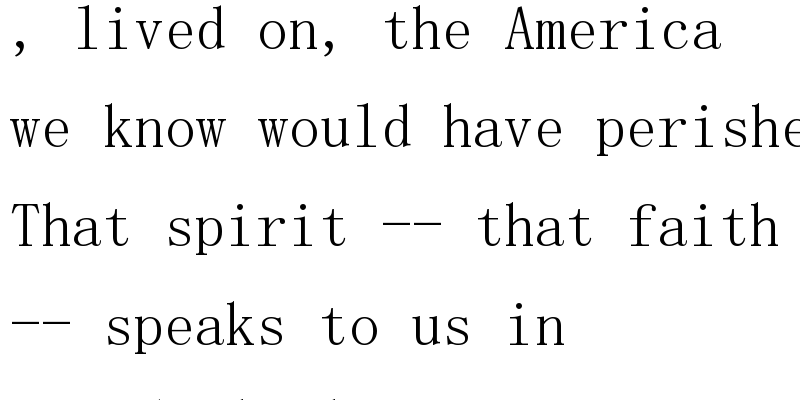 , lived on, the America
we know would have perishe
That spirit -- that faith
-- speaks to us in